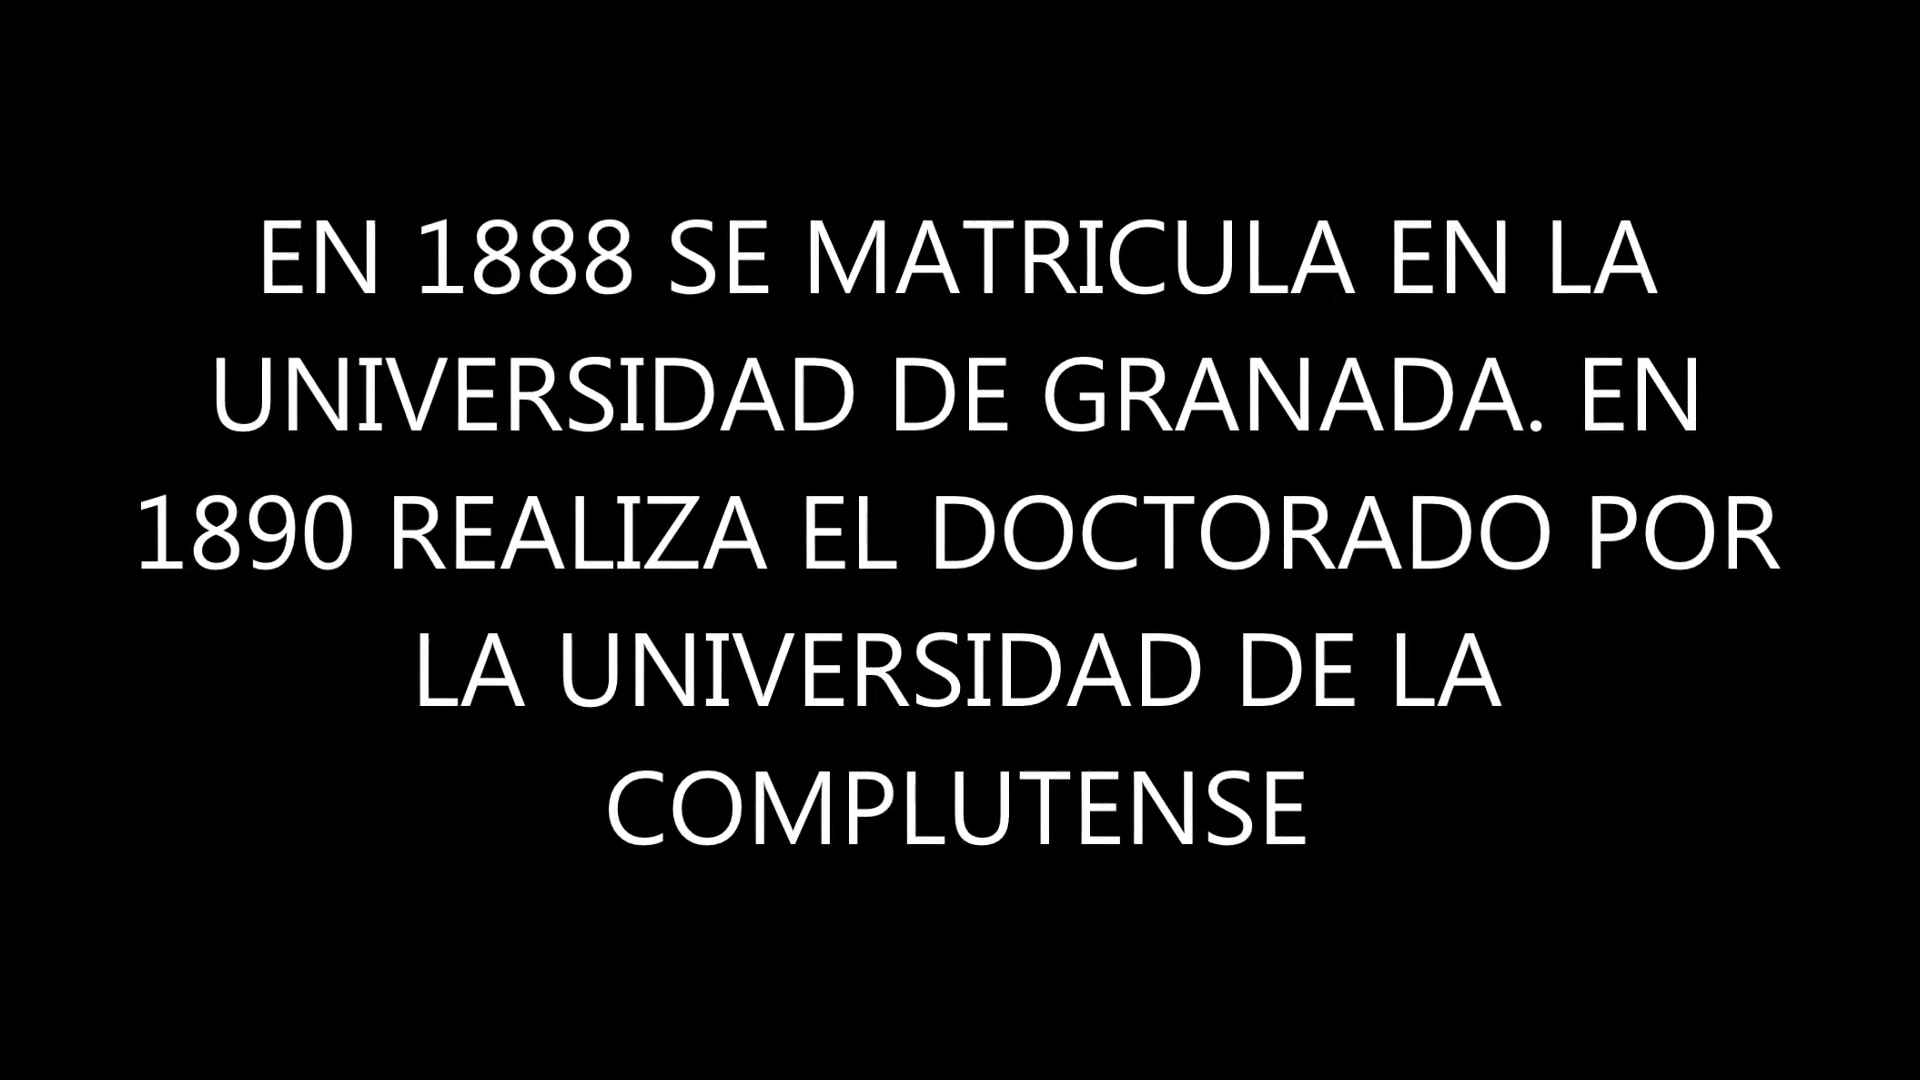 EN 1888 SE MATRICULA EN LA
UNIVERSIDAD DE GRANADA. EN
1890 REALIZA EL DOCTORADO POR
LA UNIVERSIDAD DE LA
COMPLUTENSE